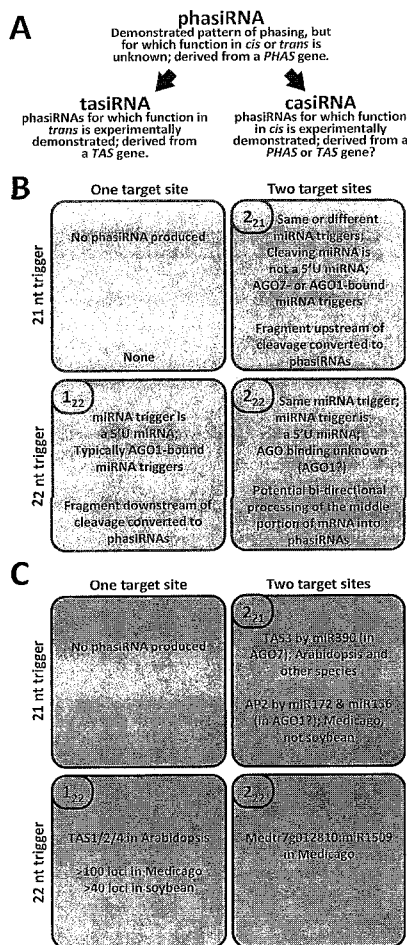 A
phasiRNA
Demonstrated pattern of phasing, but
for which function in cis or trans is
unknown; derived from a PHAS gene.
tasiRNA
phasiRNAs for which function in
trans is experimentally
demonstrated; derived from
a TAS gene.
casiRNA
phasiRNAs for which function
in cis is experimentally
demonstrated; derived from a
PHAS or TAS gene?
B
One target site
Two target sites
21 nt trigger
No phasiRNA produced
None
2₂₁
Same or different
miRNA triggers;
Cleaving miRNA is
not a 5'U miRNA;
AGO7- or AGO1-bound
miRNA triggers
Fragment upstream of
cleavage converted to
phasiRNAs
22 nt trigger
1₂₂
miRNA trigger is
a 5'U miRNA;
Typically AGO1-bound
miRNA triggers
Fragment downstream of
cleavage converted to
phasiRNAs
2₂₂
Same miRNA trigger;
miRNA trigger is
a 5'U miRNA;
AGO binding unknown
(AGO1?)
Potential bi-directional
processing of the middle
portion of mRNA into
phasiRNAs
C
One target site
Two target sites
21 nt trigger
No phasiRNA produced
2₂₁
TAS3 by miR390 (in
AGO7); Arabidopsis and
other species
AP2 by miR172 & miR156
(in AGO1?); Medicago,
not soybean
22 nt trigger
1₂₂
TAS1/2/4 in Arabidopsis
>100 loci in Medicago
>40 loci in soybean
2₂₂
Medtr7g012810:miR1509
in Medicago